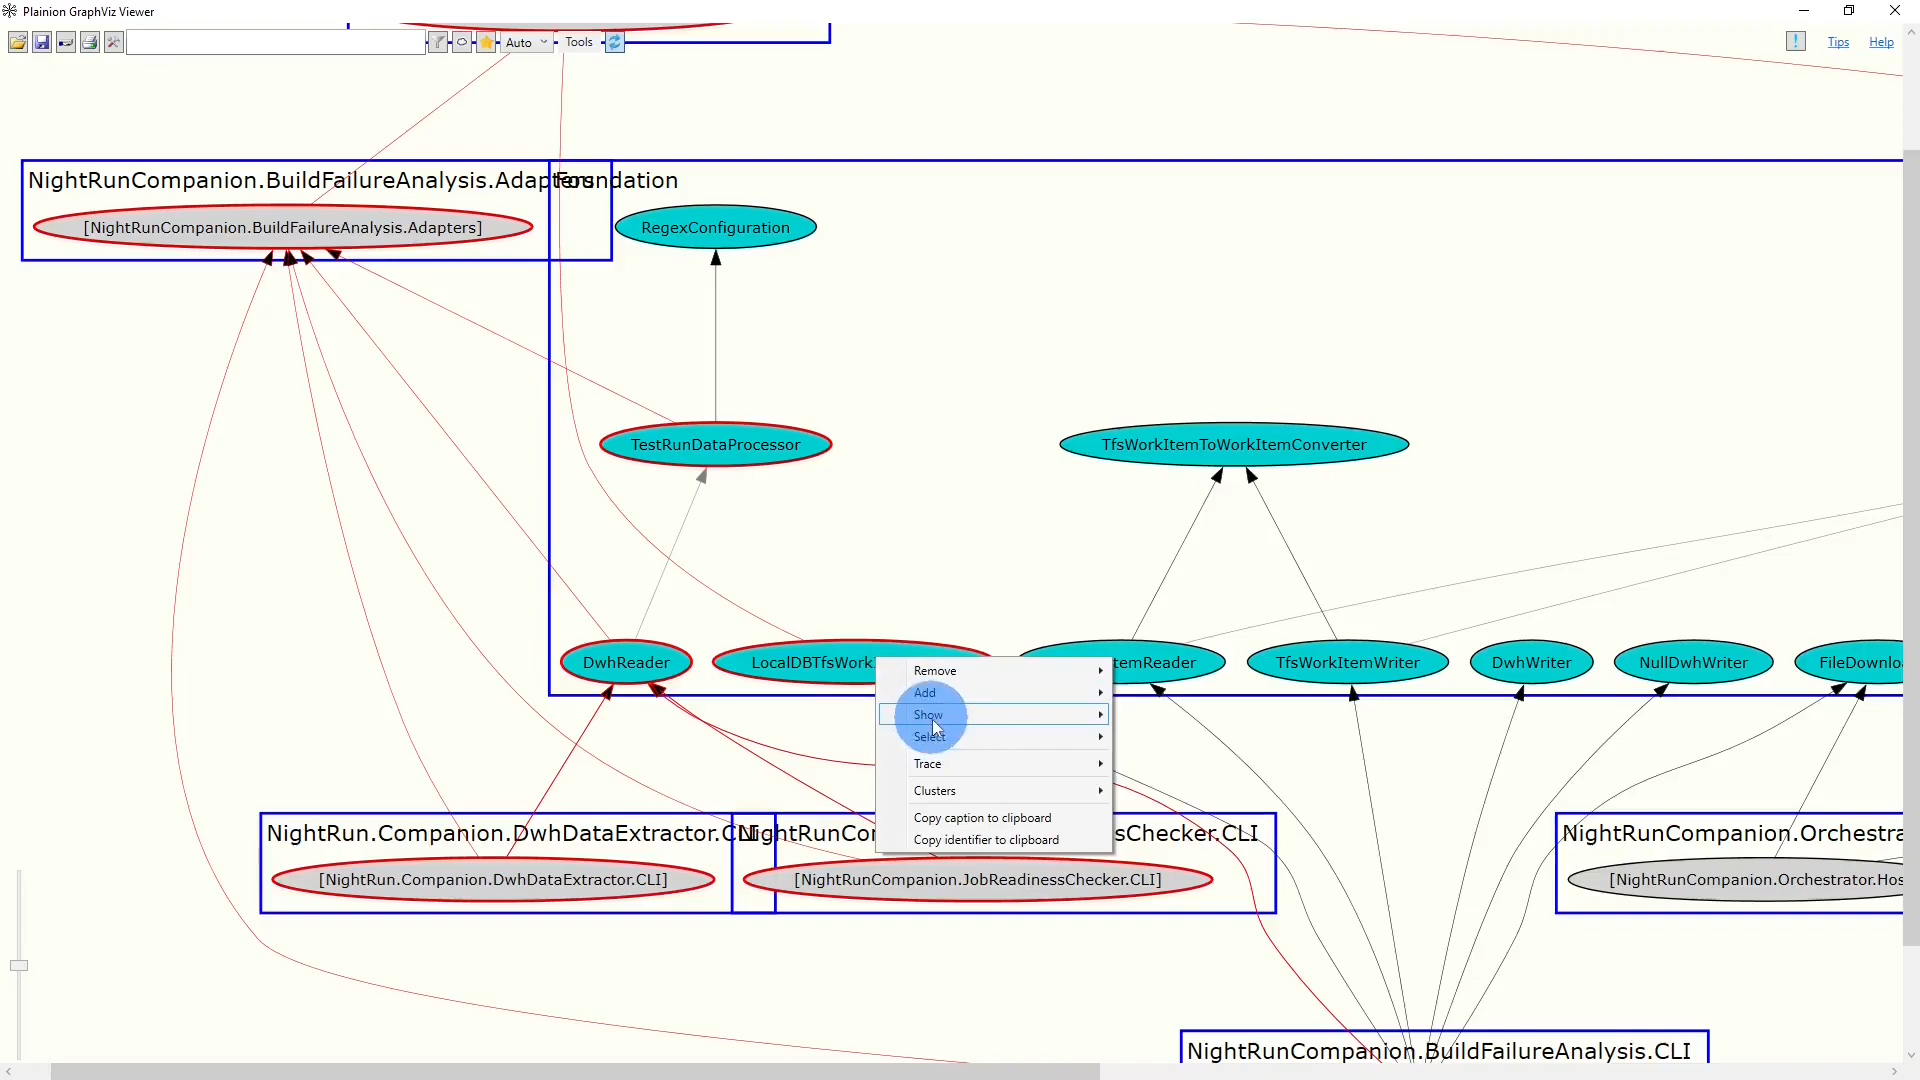 Plainion GraphViz Viewer
Auto
Tools
Tips
Help
NightRunCompanion.BuildFailureAnalysis.Adapters
Foundation
[NightRunCompanion.BuildFailureAnalysis.Adapters]
RegexConfiguration
TestRunDataProcessor
TfsWorkItemToWorkItemConverter
DwhReader
LocalDBTfsWork
temReader
TfsWorkItemWriter
DwhWriter
NullDwhWriter
FileDownloa
Remove
Add
Show
Select
Trace
Clusters
Copy caption to clipboard
Copy identifier to clipboard
NightRun.Companion.DwhDataExtractor.CLI
NightRunCo
sChecker.CLI
NightRunCompanion.Orchestra
[NightRun.Companion.DwhDataExtractor.CLI]
[NightRunCompanion.JobReadinessChecker.CLI]
[NightRunCompanion.Orchestrator.Hos
NightRunCompanion.BuildFailureAnalysis.CLI